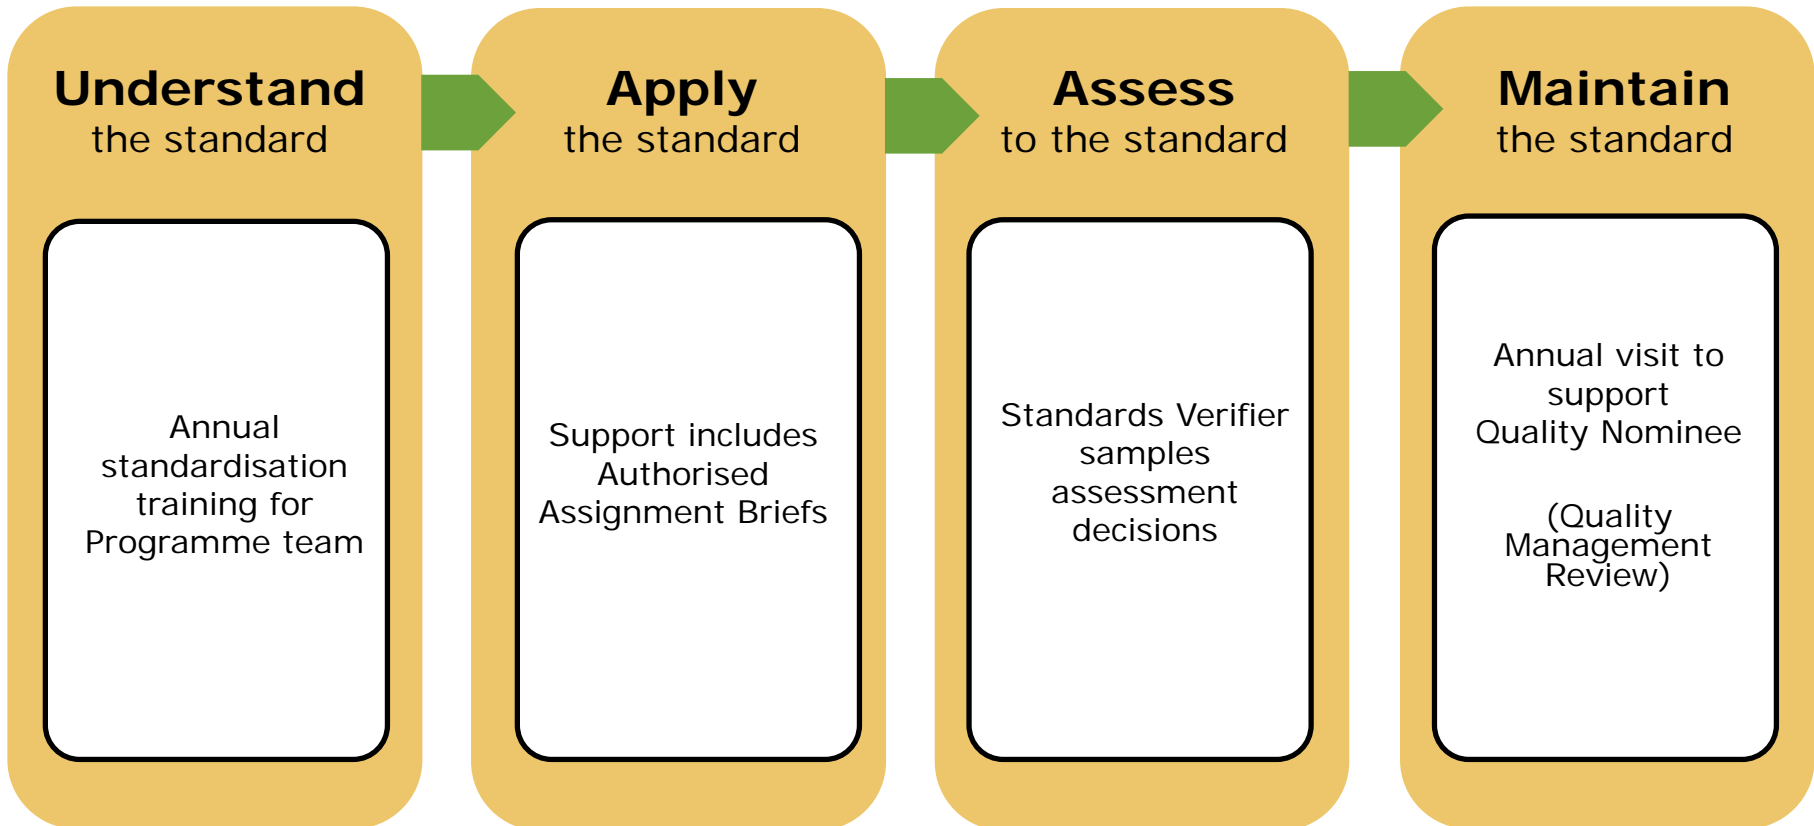 Understand
the standard
Annual
standardisation
training for
Programme team
Apply
the standard
Support includes
Authorised
Assignment Briefs
Assess
to the standard
Standards Verifier
samples
assessment
decisions
Maintain
the standard
Annual visit to
support
Quality Nominee
(Quality
Management
Review)